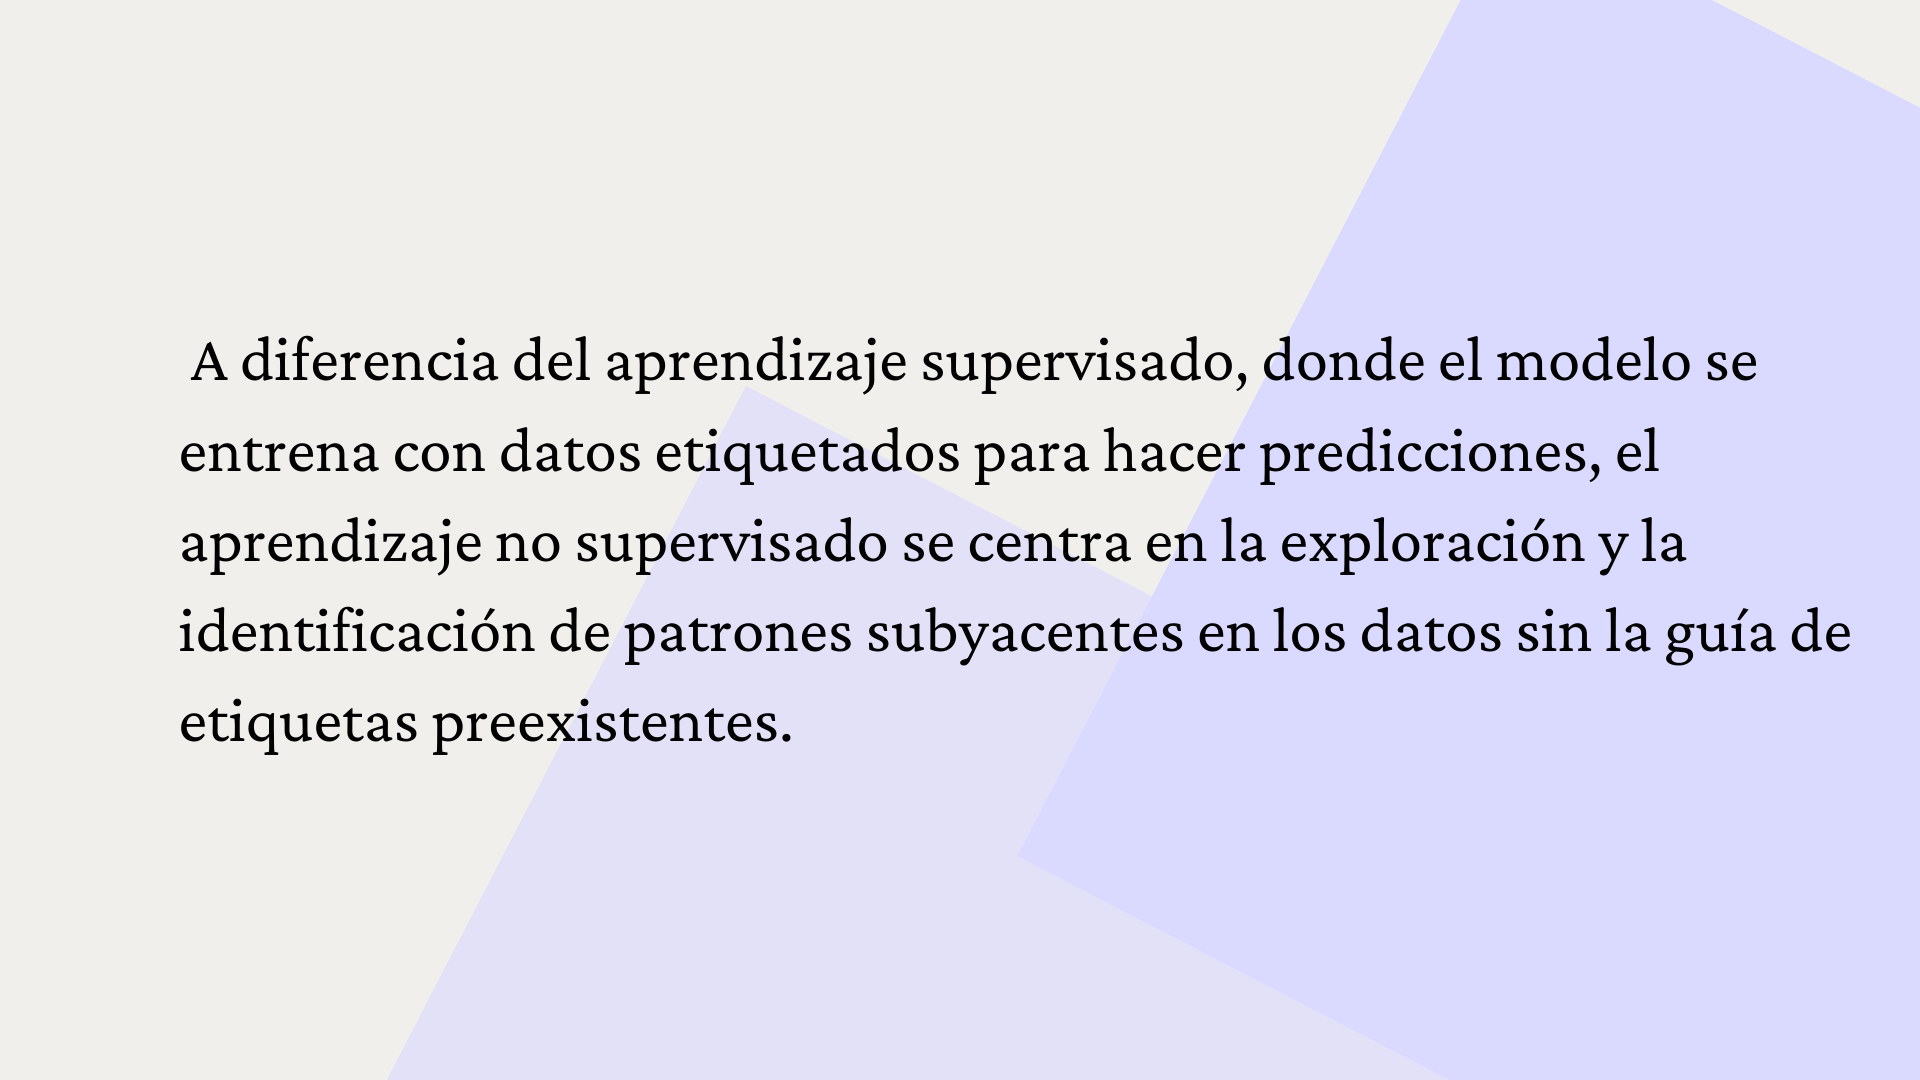 A diferencia del aprendizaje supervisado, donde el modelo se
entrena con datos etiquetados para hacer predicciones, el
aprendizaje no supervisado se centra en la exploración y la
identificación de patrones subyacentes en los datos sin la guía de
etiquetas preexistentes.